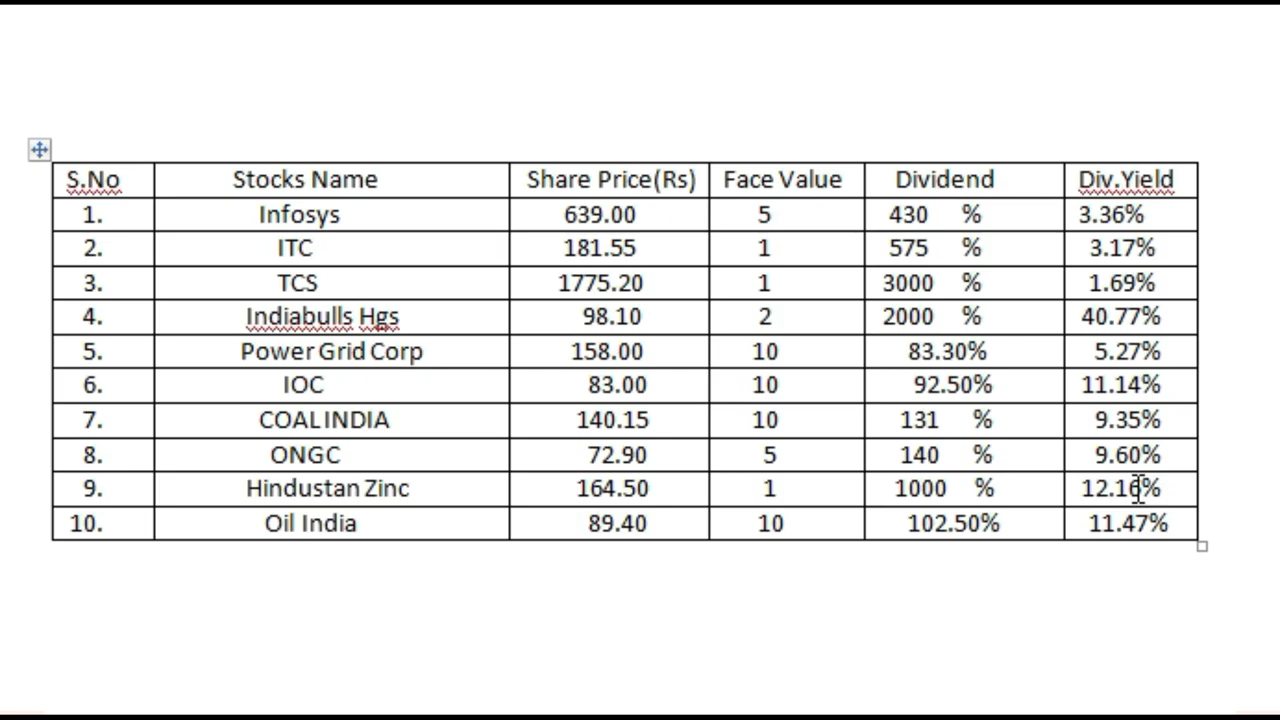 S.No Stocks Name Share Price(Rs) Face Value Dividend Div.Yield
1. Infosys 639.00 5 430 % 3.36%
2. ITC 181.55 1 575 % 3.17%
3. TCS 1775.20 1 3000 % 1.69%
4. Indiabulls Hgs 98.10 2 2000 % 40.77%
5. Power Grid Corp 158.00 10 83.30% 5.27%
6. IOC 83.00 10 92.50% 11.14%
7. COALINDIA 140.15 10 131 % 9.35%
8. ONGC 72.90 5 140 % 9.60%
9. Hindustan Zinc 164.50 1 1000 % 12.16%
10. Oil India 89.40 10 102.50% 11.47%